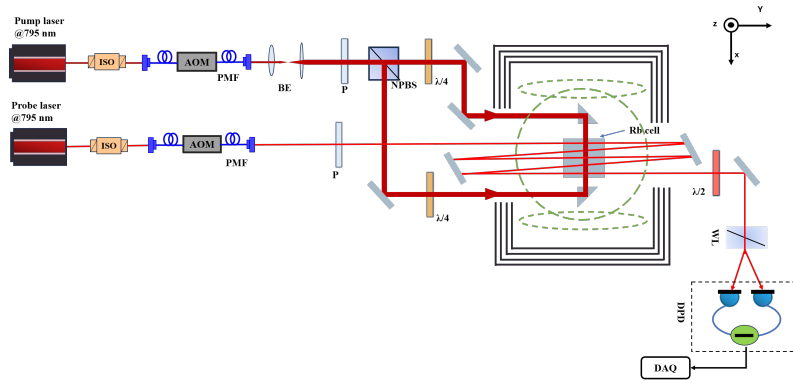 Pump laser
@795 nm
ISO
AOM
PMF
BE
P
NPBS
λ/4
Probe laser
@795 nm
ISO
AOM
PMF
P
λ/4
Rb cell
λ/2
WL
DPD
DAQ
z
Y
x